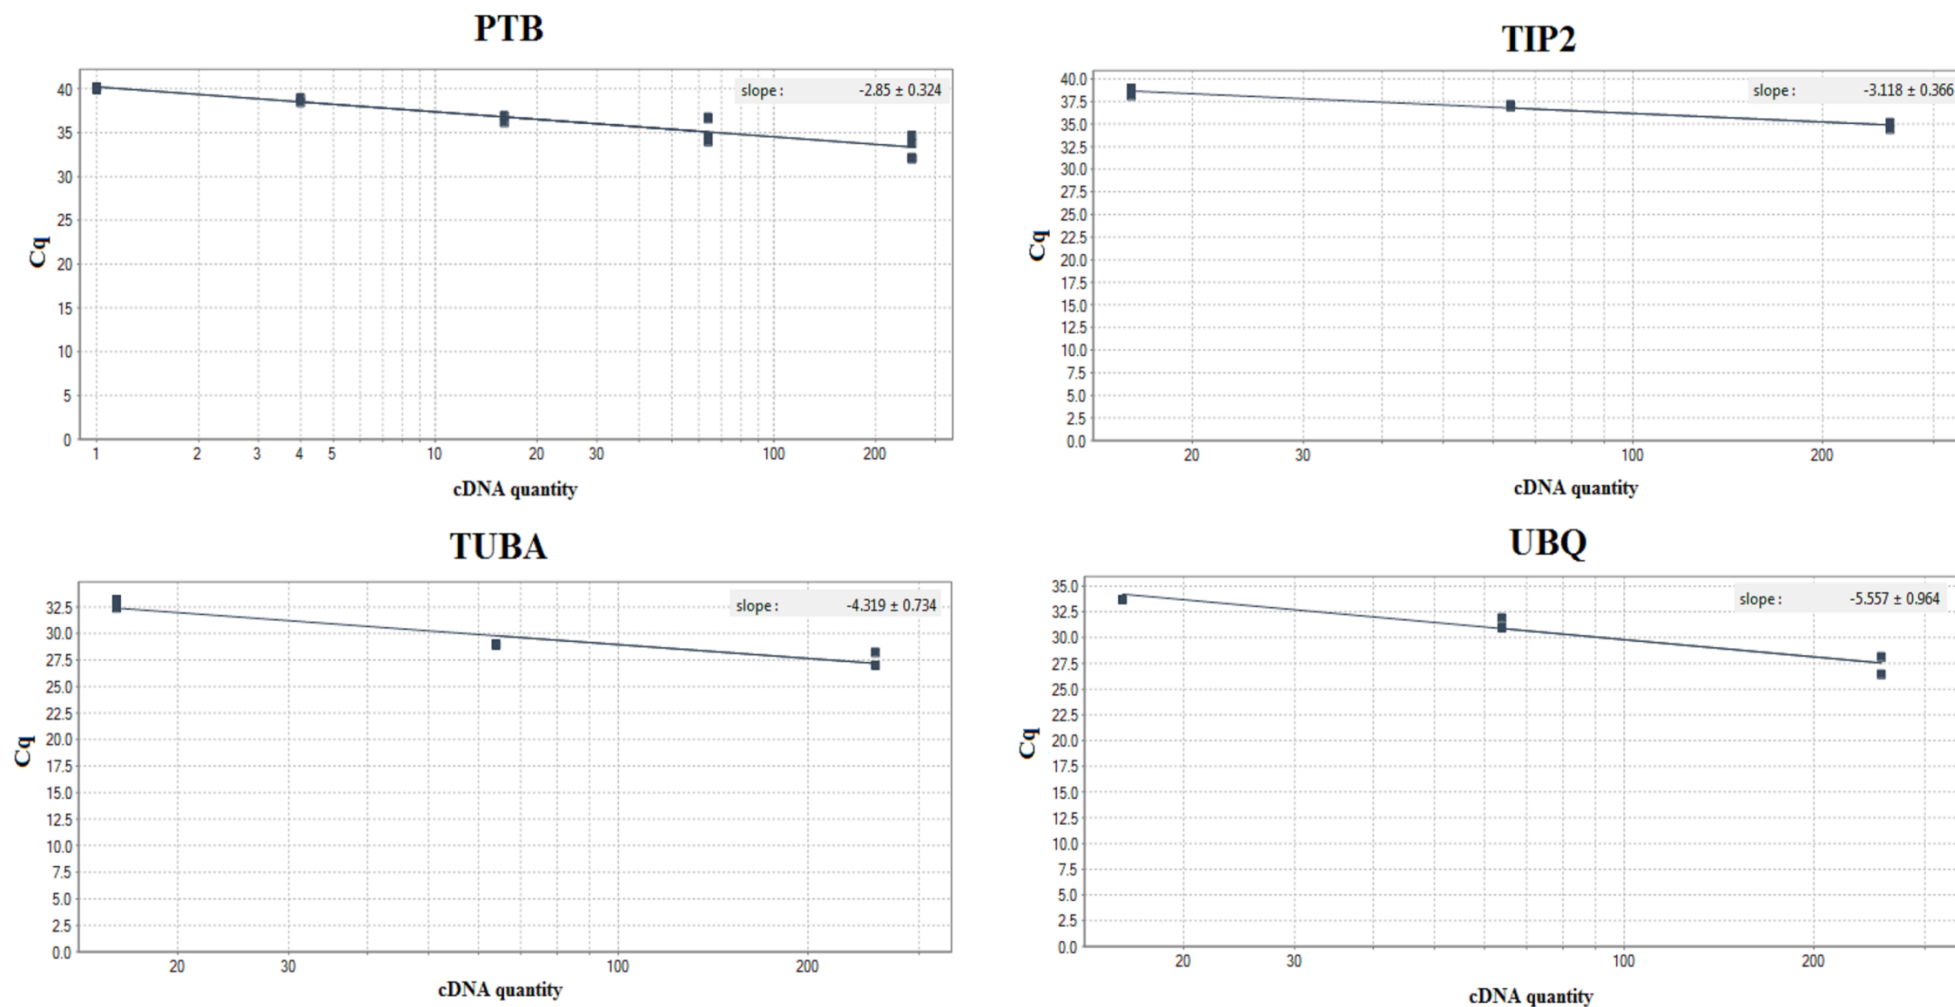 PTB
slope : -2.85 ± 0.324
40
35
30
25
20
15
10
5
0
Cq
1 2 3 4 5 10 20 30 100 200
cDNA quantity
TIP2
slope : -3.118 ± 0.366
40.0
37.5
35.0
32.5
30.0
27.5
25.0
22.5
20.0
17.5
15.0
12.5
10.0
7.5
5.0
2.5
0.0
Cq
20 30 100 200
cDNA quantity
TUBA
slope : -4.319 ± 0.734
32.5
30.0
27.5
25.0
22.5
20.0
17.5
15.0
12.5
10.0
7.5
5.0
2.5
0.0
Cq
20 30 100 200
cDNA quantity
UBQ
slope : -5.557 ± 0.964
35.0
32.5
30.0
27.5
25.0
22.5
20.0
17.5
15.0
12.5
10.0
7.5
5.0
2.5
0.0
Cq
20 30 100 200
cDNA quantity